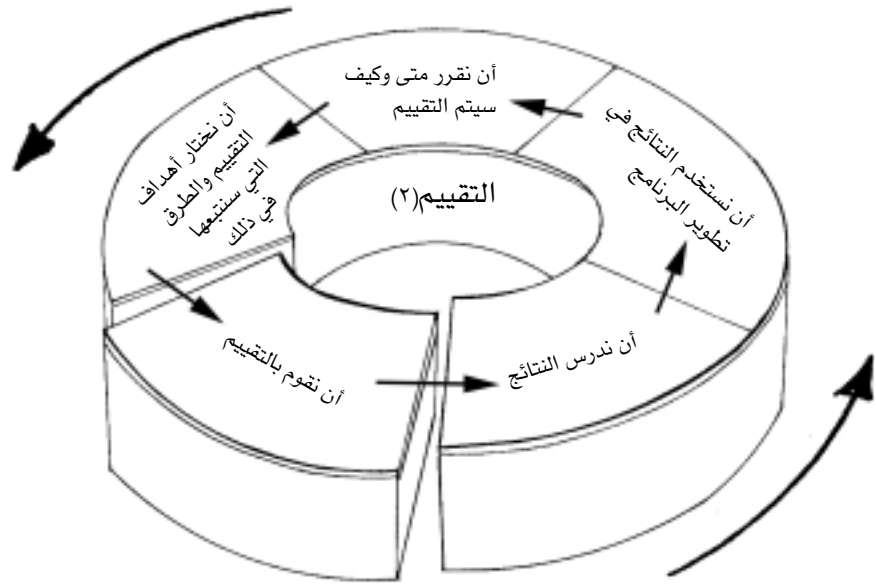 التقييم(٢)
أن نقرر متى وكيف
سيتم التقييم
أن نختار أهداف
التقييم والطرق
التي سنتبعها
في ذلك
أن نقوم بالتقييم
أن ندرس النتائج
أن نستخدم النتائج في
تطوير البرنامج